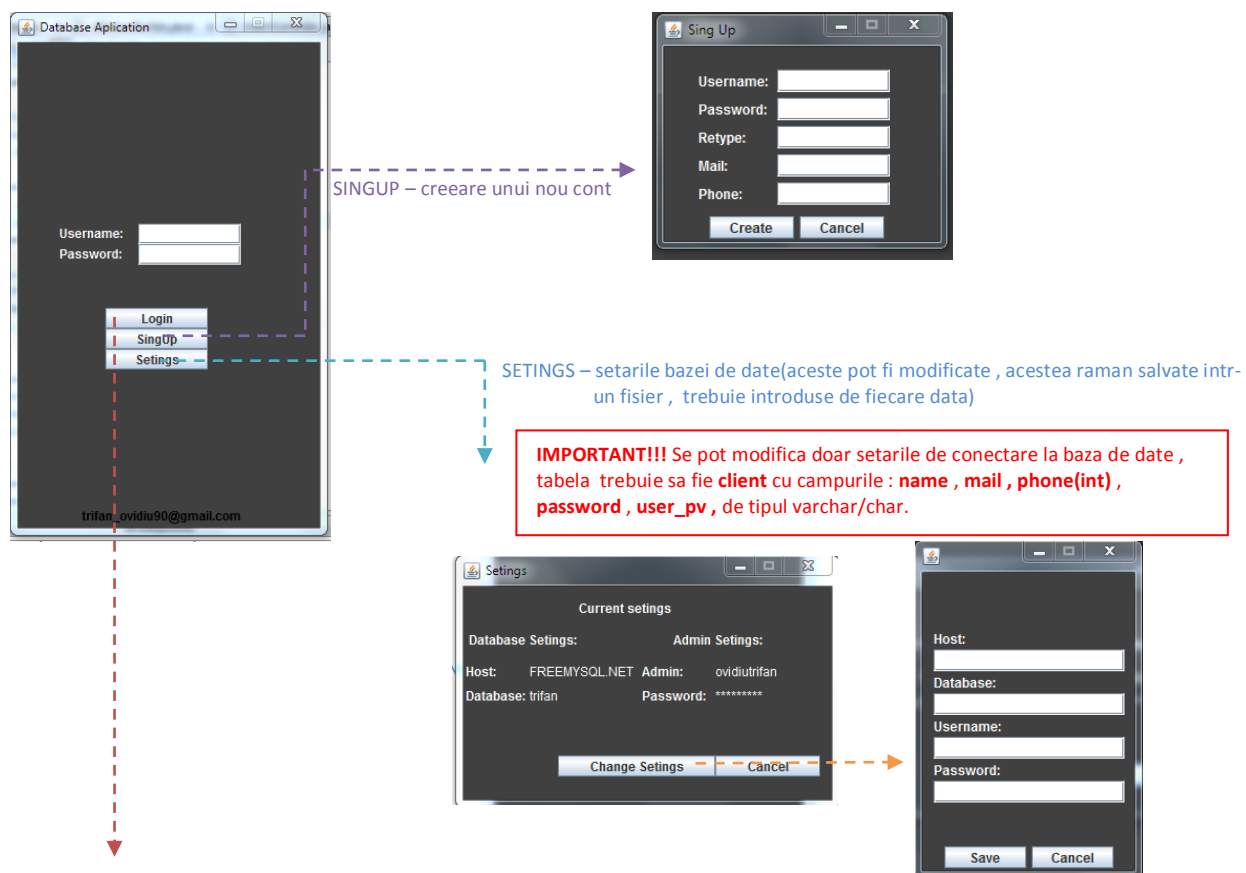 Database Aplication
Username:
Password:
Login
SingUp
Setings
trifan_ovidiu90@gmail.com
SINGUP – creeare unui nou cont
Sing Up
Username:
Password:
Retype:
Mail:
Phone:
Create Cancel
SETINGS – setarile bazei de date(aceste pot fi modificate , acestea raman salvate intr-
un fisier , trebuie introduse de fiecare data)
IMPORTANT!!! Se pot modifica doar setarile de conectare la baza de date ,
tabela trebuie sa fie client cu campurile : name , mail , phone(int) ,
password , user_pv , de tipul varchar/char.
Setings
Current setings
Database Setings: Admin Setings:
Host: FREEMYSQL.NET Admin: ovidiutrifan
Database: trifan Password: *********
Change Setings Cancel
Host:
Database:
Username:
Password:
Save Cancel